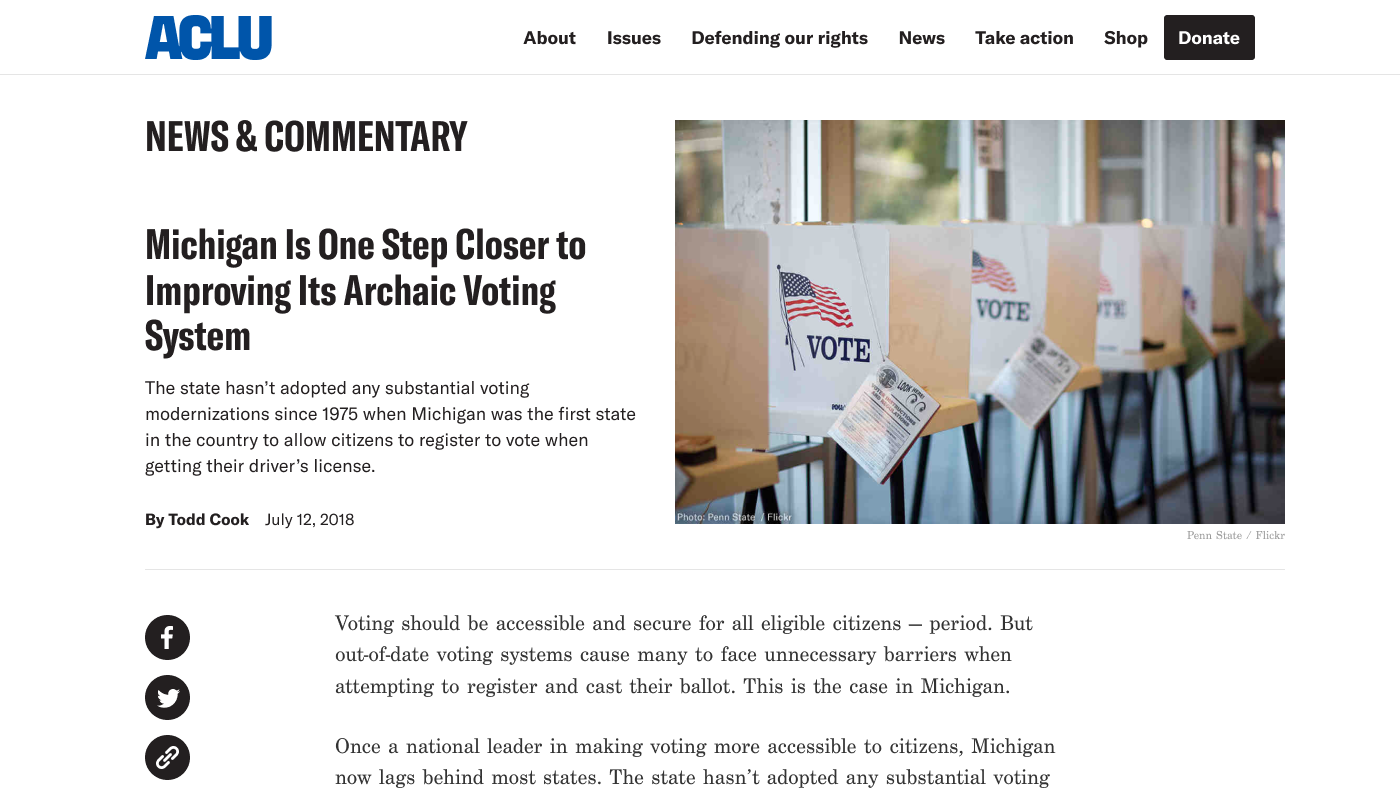 ACLU
About Issues Defending our rights News Take action Shop Donate
NEWS & COMMENTARY
Michigan Is One Step Closer to
Improving Its Archaic Voting
System
The state hasn’t adopted any substantial voting
modernizations since 1975 when Michigan was the first state
in the country to allow citizens to register to vote when
getting their driver’s license.
By Todd Cook July 12, 2018
VOTE
VOTE
LOOK HERE!
Photo: Penn State / Flickr
Penn State / Flickr
Voting should be accessible and secure for all eligible citizens — period. But
out-of-date voting systems cause many to face unnecessary barriers when
attempting to register and cast their ballot. This is the case in Michigan.
Once a national leader in making voting more accessible to citizens, Michigan
now lags behind most states. The state hasn’t adopted any substantial voting